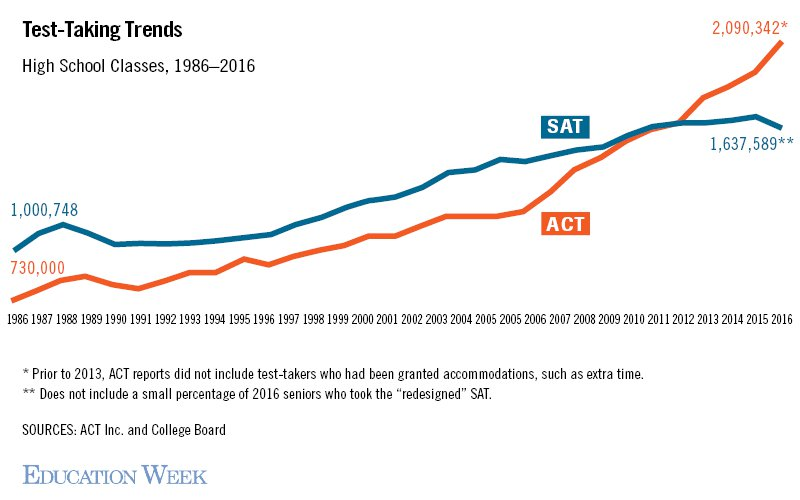 Test-Taking Trends
High School Classes, 1986–2016
2,090,342*
SAT
1,637,589**
1,000,748
ACT
730,000
1986 1987 1988 1989 1990 1991 1992 1993 1994 1995 1996 1997 1998 1999 2000 2001 2002 2003 2005 2005 2006 2007 2008 2009 2010 2011 2012 2013 2014 2015 2016
* Prior to 2013, ACT reports did not include test-takers who had been granted accommodations, such as extra time.
** Does not include a small percentage of 2016 seniors who took the “redesigned” SAT.
SOURCES: ACT Inc. and College Board
EDUCATION WEEK